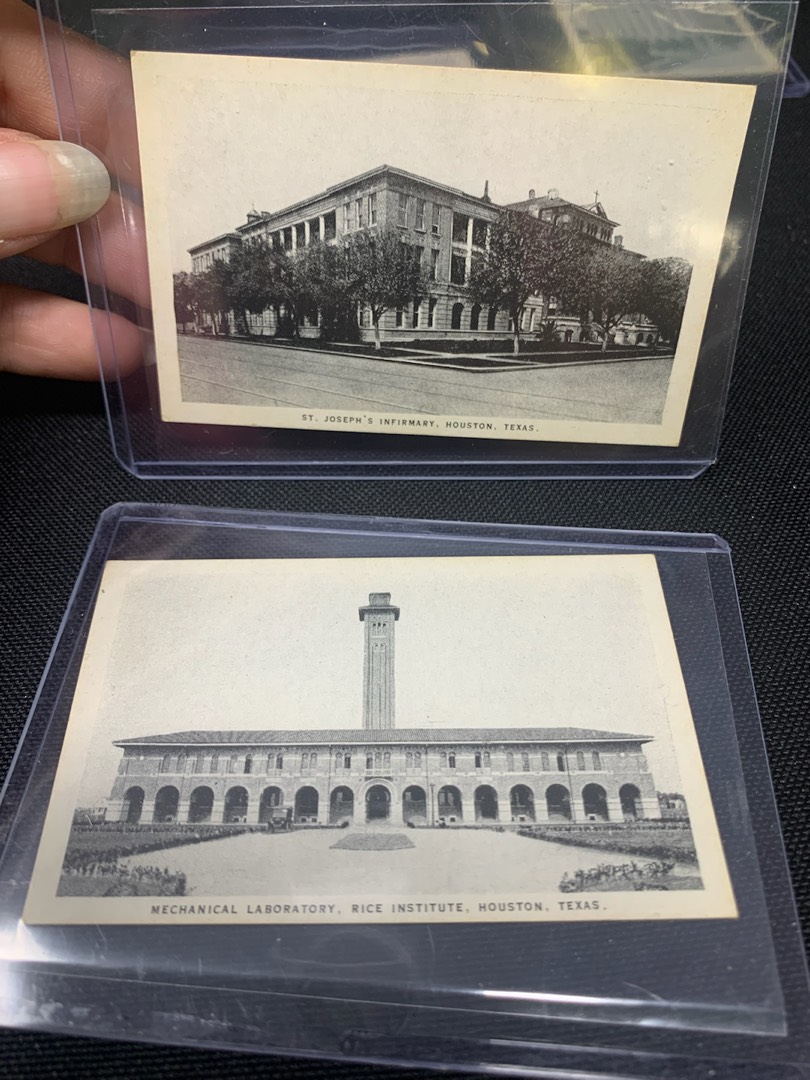 ST. JOSEPH'S INFIRMARY, HOUSTON, TEXAS.
MECHANICAL LABORATORY, RICE INSTITUTE, HOUSTON, TEXAS.